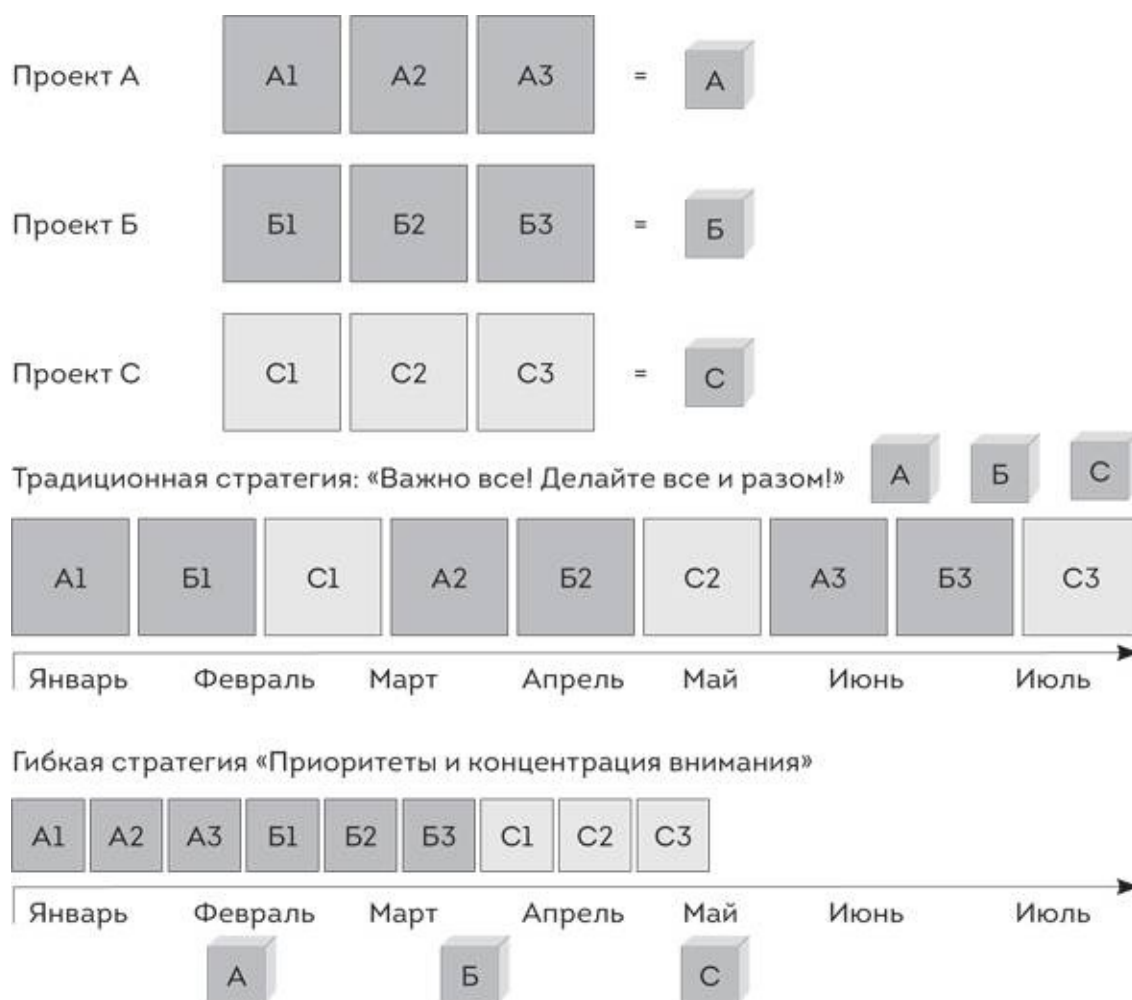 Проект А А1 А2 А3 = А
Проект Б Б1 Б2 Б3 = Б
Проект С С1 С2 С3 = С
Традиционная стратегия: «Важно все! Делайте все и разом!» А Б С
А1 Б1 С1 А2 Б2 С2 А3 Б3 С3
Январь Февраль Март Апрель Май Июнь Июль
Гибкая стратегия «Приоритеты и концентрация внимания»
А1 А2 А3 Б1 Б2 Б3 С1 С2 С3
Январь Февраль Март Апрель Май Июнь Июль
А Б С